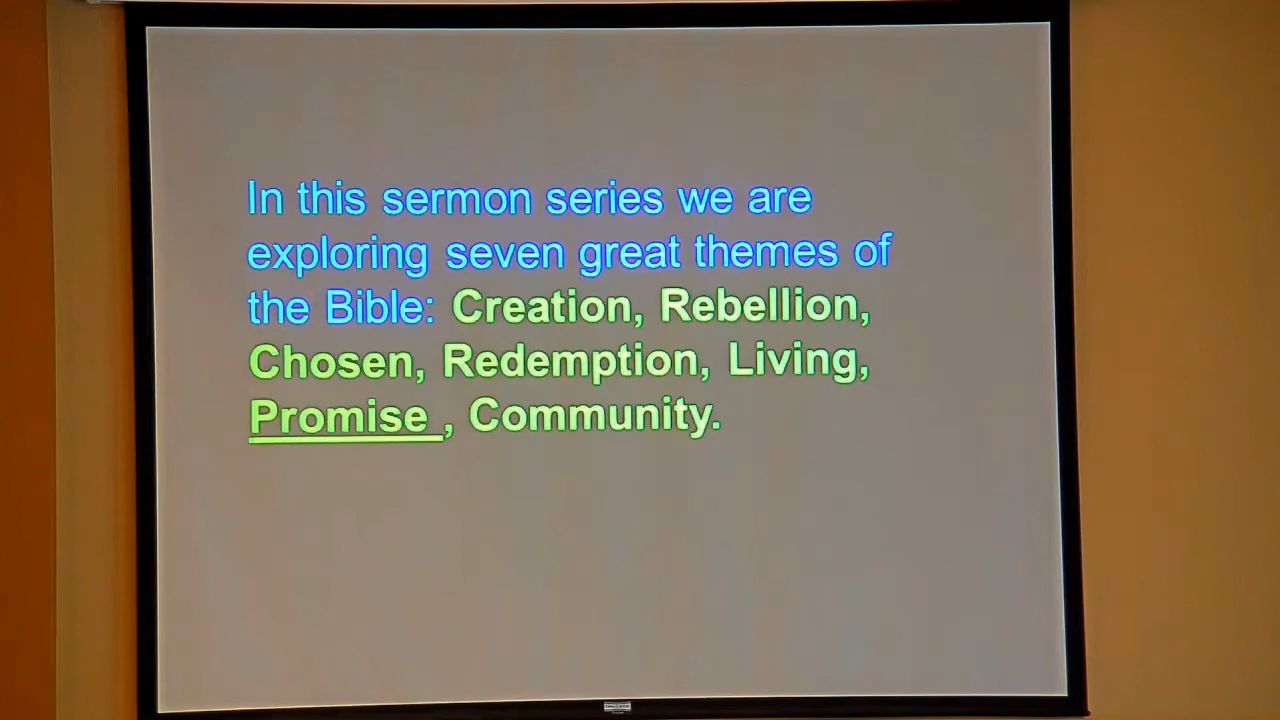 In this sermon series we are
exploring seven great themes of
the Bible: Creation, Rebellion,
Chosen, Redemption, Living,
Promise , Community.